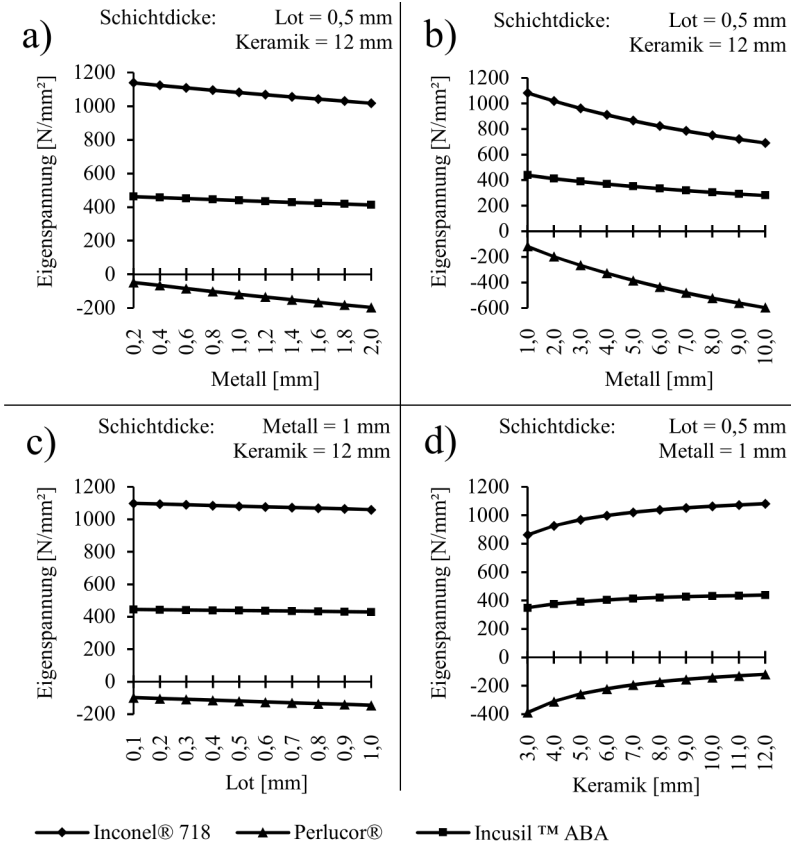 a)
Schichtdicke: Lot = 0,5 mm
Keramik = 12 mm
Eigenspannung [N/mm²]
1200
1000
800
600
400
200
0
-200
0,2 0,4 0,6 0,8 1,0 1,2 1,4 1,6 1,8 2,0
Metall [mm]
b)
Schichtdicke: Lot = 0,5 mm
Keramik = 12 mm
Eigenspannung [N/mm²]
1200
1000
800
600
400
200
0
-200
-400
-600
1,0 2,0 3,0 4,0 5,0 6,0 7,0 8,0 9,0 10,0
Metall [mm]
c)
Schichtdicke: Metall = 1 mm
Keramik = 12 mm
Eigenspannung [N/mm²]
1200
1000
800
600
400
200
0
-200
0,1 0,2 0,3 0,4 0,5 0,6 0,7 0,8 0,9 1,0
Lot [mm]
d)
Schichtdicke: Lot = 0,5 mm
Metall = 1 mm
Eigenspannung [N/mm²]
1200
1000
800
600
400
200
0
-200
-400
3,0 4,0 5,0 6,0 7,0 8,0 9,0 10,0 11,0 12,0
Keramik [mm]
Inconel® 718 Perlucor® Incusil ™ ABA